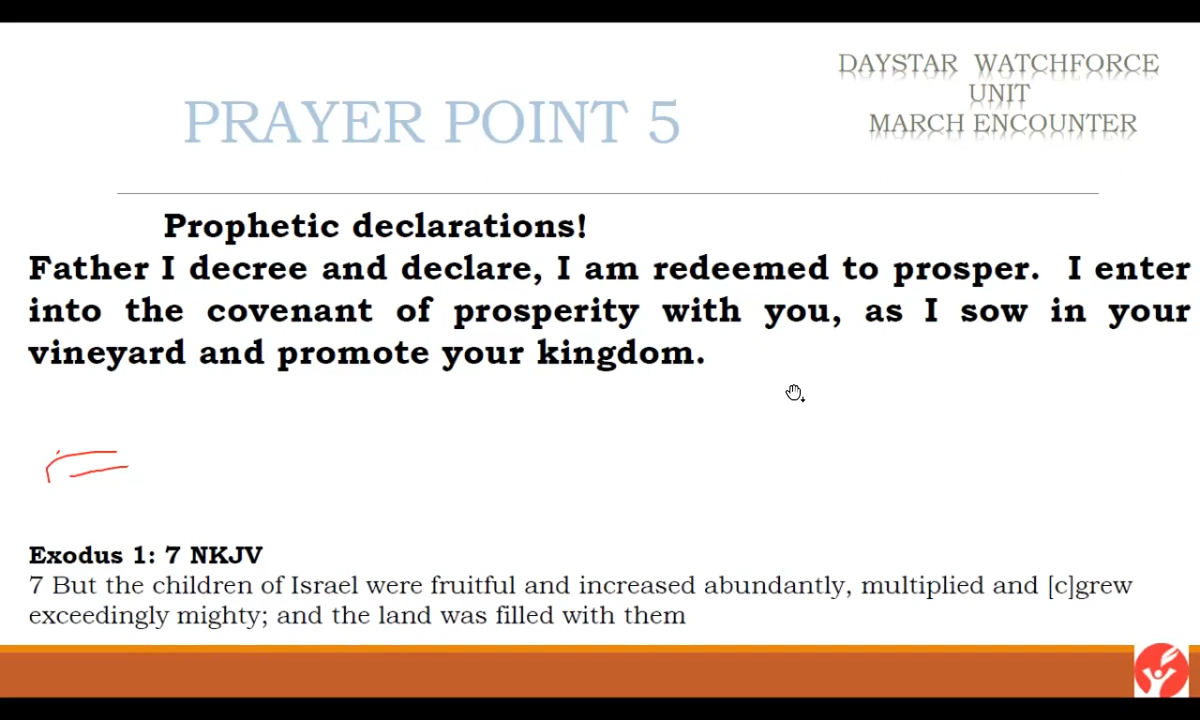 DAYSTAR WATCHFORCE
UNIT
MARCH ENCOUNTER
PRAYER POINT 5
Prophetic declarations!
Father I decree and declare, I am redeemed to prosper. I enter
into the covenant of prosperity with you, as I sow in your
vineyard and promote your kingdom.
Exodus 1: 7 NKJV
7 But the children of Israel were fruitful and increased abundantly, multiplied and [c]grew
exceedingly mighty; and the land was filled with them